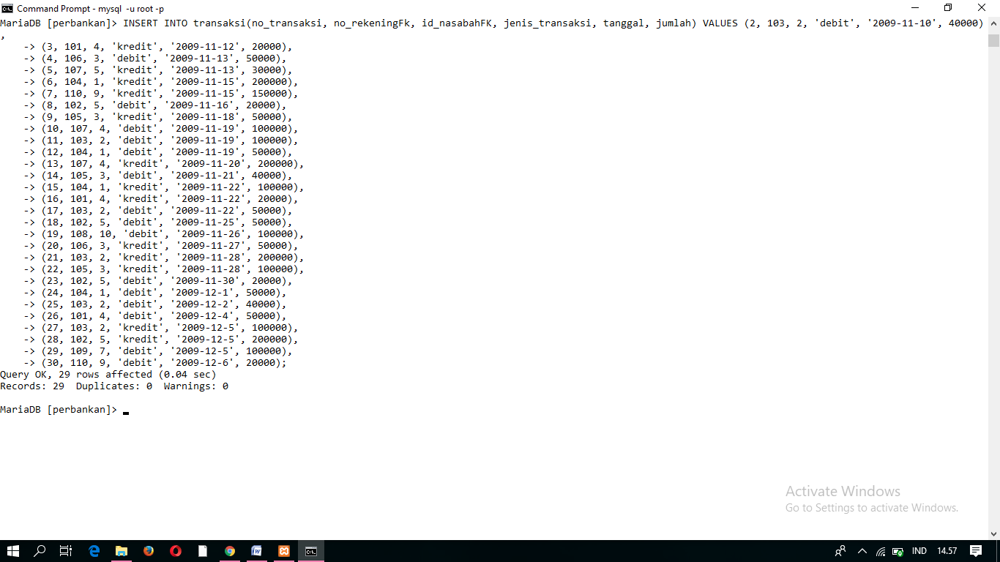 Command Prompt - mysql -u root -p
MariaDB [perbankan]> INSERT INTO transaksi(no_transaksi, no_rekeningFk, id_nasabahFK, jenis_transaksi, tanggal, jumlah) VALUES (2, 103, 2, 'debit', '2009-11-10', 40000)
,
    -> (3, 101, 4, 'kredit', '2009-11-12', 20000),
    -> (4, 106, 3, 'debit', '2009-11-13', 50000),
    -> (5, 107, 5, 'kredit', '2009-11-13', 30000),
    -> (6, 104, 1, 'kredit', '2009-11-15', 200000),
    -> (7, 110, 9, 'kredit', '2009-11-15', 150000),
    -> (8, 102, 5, 'debit', '2009-11-16', 20000),
    -> (9, 105, 3, 'kredit', '2009-11-18', 50000),
    -> (10, 107, 4, 'debit', '2009-11-19', 100000),
    -> (11, 103, 2, 'debit', '2009-11-19', 100000),
    -> (12, 104, 1, 'debit', '2009-11-19', 50000),
    -> (13, 107, 4, 'kredit', '2009-11-20', 200000),
    -> (14, 105, 3, 'debit', '2009-11-21', 40000),
    -> (15, 104, 1, 'kredit', '2009-11-22', 100000),
    -> (16, 101, 4, 'kredit', '2009-11-22', 20000),
    -> (17, 103, 2, 'debit', '2009-11-22', 50000),
    -> (18, 102, 5, 'debit', '2009-11-25', 50000),
    -> (19, 108, 10, 'debit', '2009-11-26', 100000),
    -> (20, 106, 3, 'kredit', '2009-11-27', 50000),
    -> (21, 103, 2, 'kredit', '2009-11-28', 200000),
    -> (22, 105, 3, 'kredit', '2009-11-28', 100000),
    -> (23, 102, 5, 'debit', '2009-11-30', 20000),
    -> (24, 104, 1, 'debit', '2009-12-1', 50000),
    -> (25, 103, 2, 'debit', '2009-12-2', 40000),
    -> (26, 101, 4, 'debit', '2009-12-4', 50000),
    -> (27, 103, 2, 'kredit', '2009-12-5', 100000),
    -> (28, 102, 5, 'kredit', '2009-12-5', 200000),
    -> (29, 109, 7, 'debit', '2009-12-5', 100000),
    -> (30, 110, 9, 'debit', '2009-12-6', 20000);
Query OK, 29 rows affected (0.04 sec)
Records: 29  Duplicates: 0  Warnings: 0
MariaDB [perbankan]>
Activate Windows
Go to Settings to activate Windows.
IND 14.57